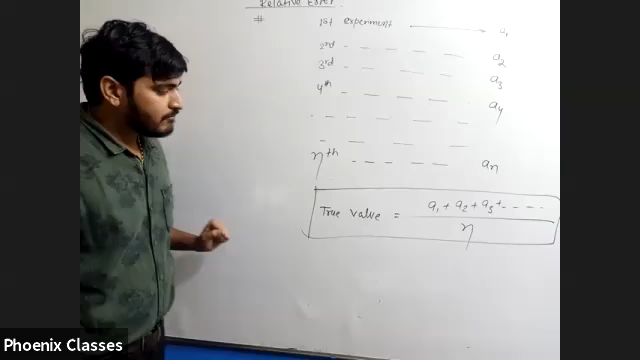 Relative Error
# 1st experiment → a₁
2nd - - - - a₂
3rd - - - - a₃
4th - - - - a₄
- - - - -
- - - - -
nth - - - - - an
True value = a₁ + a₂ + a₃ + - - - - / n
Phoenix Classes